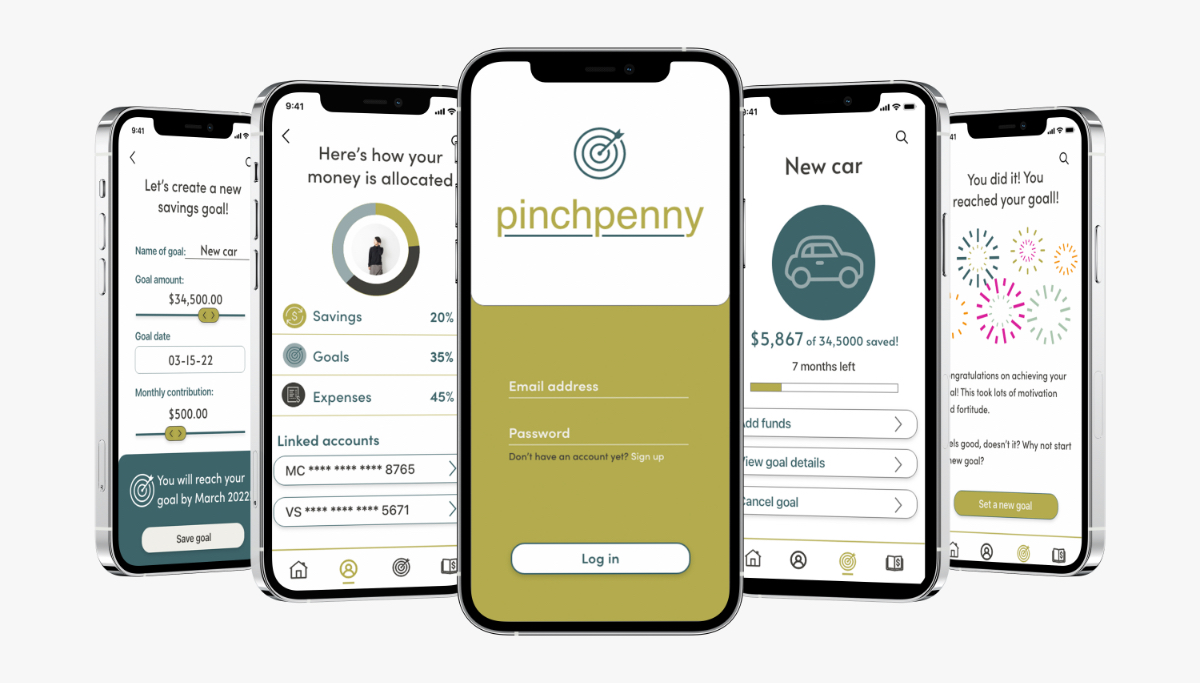 9:41
Let's create a new
savings goal!
Name of goal: New car
Goal amount:
$34,500.00
Goal date
03-15-22
Monthly contribution:
$500.00
You will reach your
goal by March 2022
Save goal
9:41
Here's how your
money is allocated
Savings 20%
Goals 35%
Expenses 45%
Linked accounts
MC **** **** **** 8765
VS **** **** **** 5671
pinchpenny
Email address
Password
Don't have an account yet? Sign up
Log in
:41
New car
$5,867 of 34,5000 saved!
7 months left
dd funds
iew goal details
ancel goal
:41
You did it! You
reached your goal!
ngratulations on achieving your
al! This took lots of motivation
d fortitude.
els good, doesn't it? Why not start
new goal?
Set a new goal